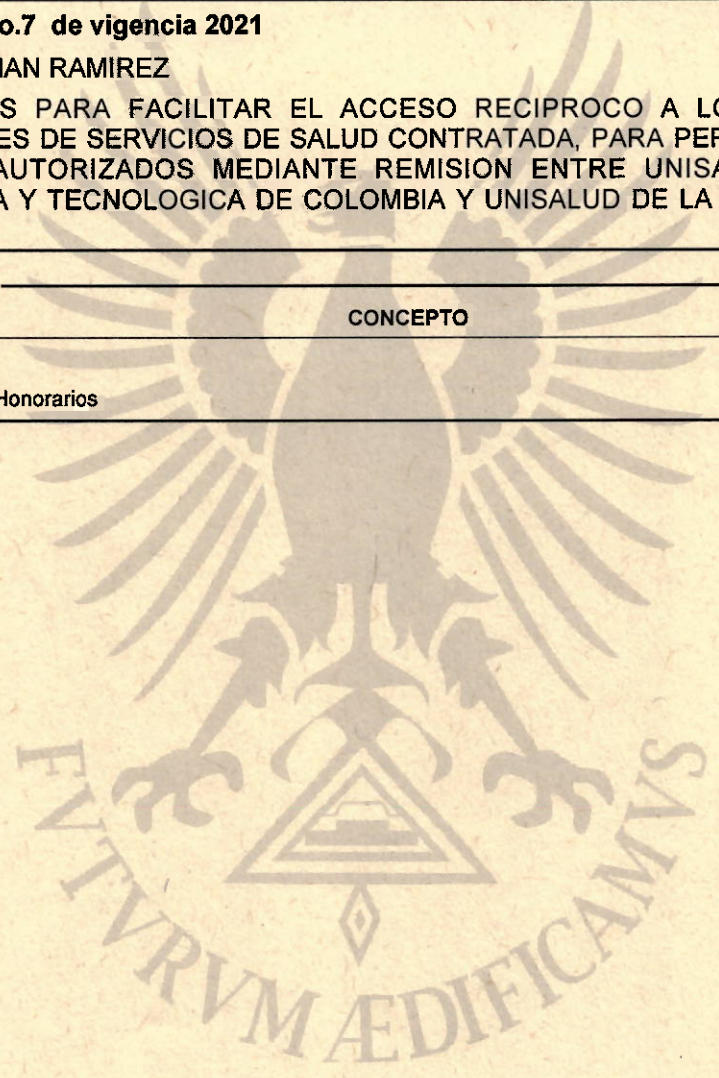 o.7 de vigencia 2021
IAN RAMIREZ
S PARA FACILITAR EL ACCESO RECIPROCO A LO
ES DE SERVICIOS DE SALUD CONTRATADA, PARA PER
AUTORIZADOS MEDIANTE REMISION ENTRE UNISA
A Y TECNOLOGICA DE COLOMBIA Y UNISALUD DE LA
CONCEPTO
Honorarios
FVTVRVM ÆDIFICAMVS